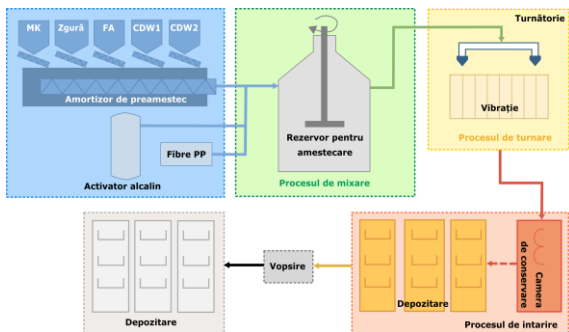 MK
Zgură
FA
CDW1
CDW2
Amortizor de preamestec
Activator alcalin
Fibre PP
Rezervor pentru
amestecare
Procesul de mixare
Turnătorie
Vibrație
Procesul de turnare
Depozitare
Vopsire
Depozitare
Camera
de conservare
Procesul de intarire